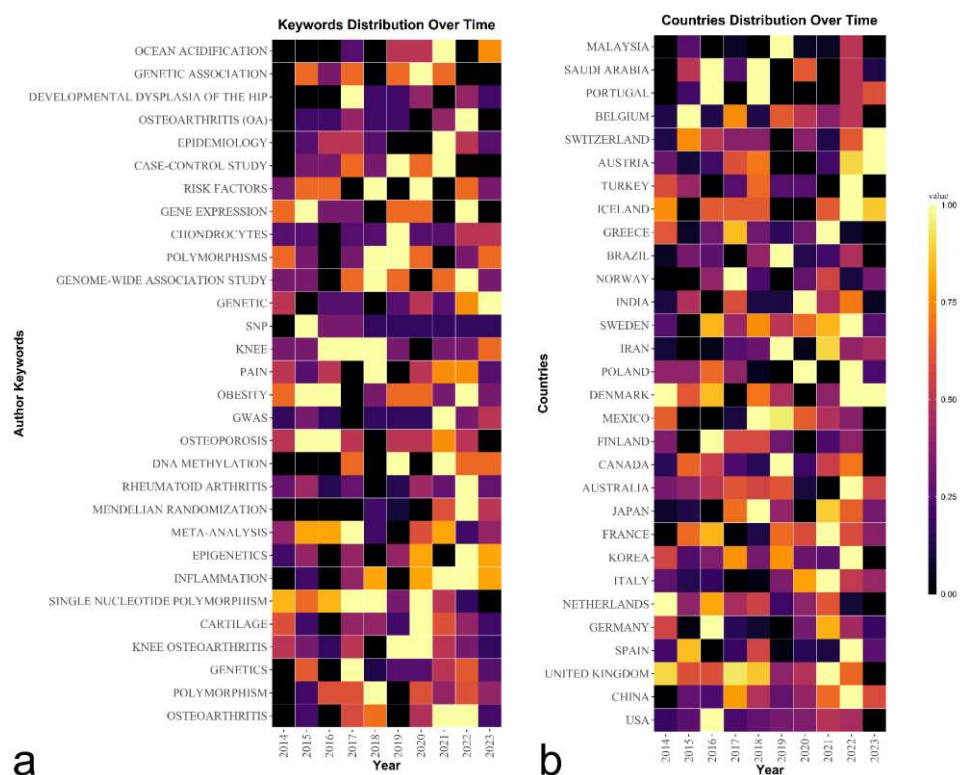 Keywords Distribution Over Time
OCEAN ACIDIFICATION
GENETIC ASSOCIATION
DEVELOPMENTAL DYSPLASIA OF THE HIP
OSTEOARTHRITIS (OA)
EPIDEMIOLOGY
CASE-CONTROL STUDY
RISK FACTORS
GENE EXPRESSION
CHONDROCYTES
POLYMORPHISMS
GENOME-WIDE ASSOCIATION STUDY
GENETIC
SNP
KNEE
PAIN
OBESITY
GWAS
OSTEOPOROSIS
DNA METHYLATION
RHEUMATOID ARTHRITIS
MENDELIAN RANDOMIZATION
META-ANALYSIS
EPIGENETICS
INFLAMMATION
SINGLE NUCLEOTIDE POLYMORPHISM
CARTILAGE
KNEE OSTEOARTHRITIS
GENETICS
POLYMORPHISM
OSTEOARTHRITIS
Author Keywords
2014
2015
2016
2017
2018
2019
2020
2021
2022
2023
Year
a
Countries Distribution Over Time
MALAYSIA
SAUDI ARABIA
PORTUGAL
BELGIUM
SWITZERLAND
AUSTRIA
TURKEY
ICELAND
GREECE
BRAZIL
NORWAY
INDIA
SWEDEN
IRAN
POLAND
DENMARK
MEXICO
FINLAND
CANADA
AUSTRALIA
JAPAN
FRANCE
KOREA
ITALY
NETHERLANDS
GERMANY
SPAIN
UNITED KINGDOM
CHINA
USA
Countries
2014
2015
2016
2017
2018
2019
2020
2021
2022
2023
Year
b
value
1.00
0.75
0.50
0.25
0.00